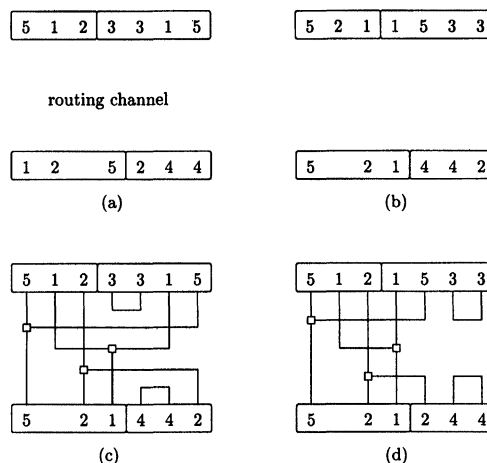 5 1 2 3 3 1 5
5 2 1 1 5 3 3
routing channel
1 2 5 2 4 4
5 2 1 4 4 2
(a)
(b)
5 1 2 3 3 1 5
5 1 2 1 5 3 3
5 2 1 4 4 2
5 2 1 2 4 4
(c)
(d)